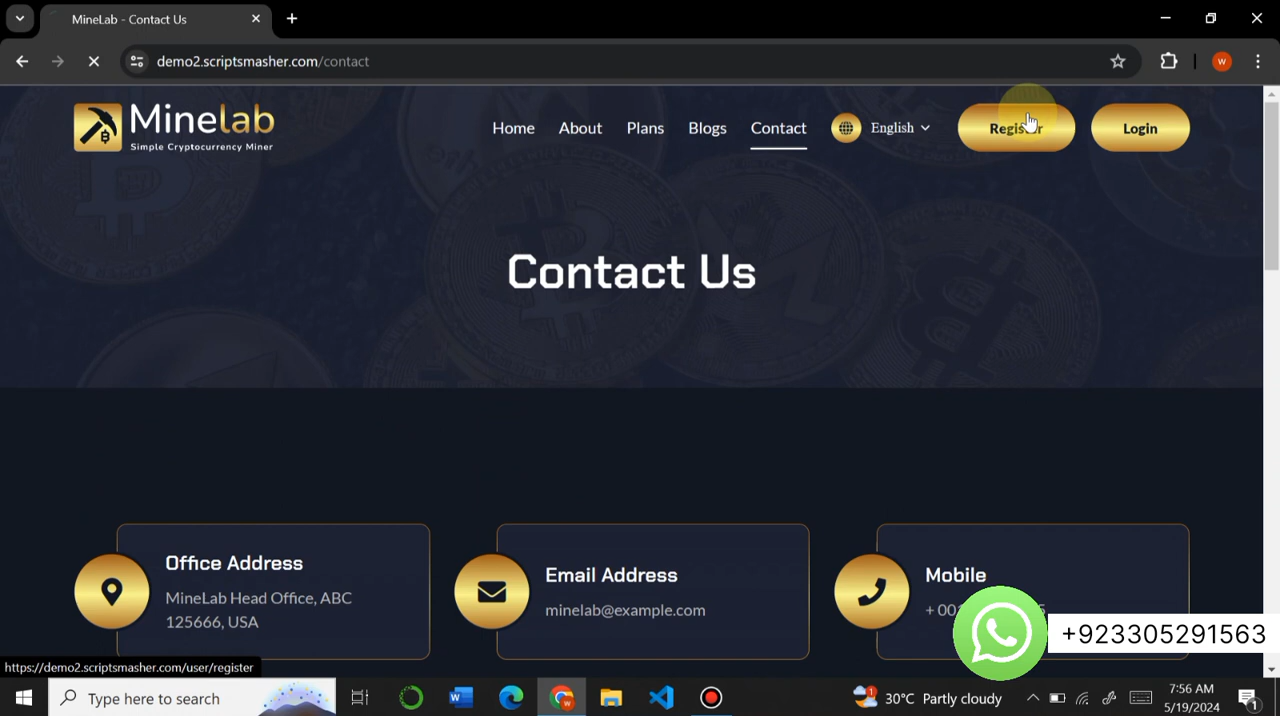 MineLab - Contact Us
demo2.scriptsmasher.com/contact
W
Minelab
Simple Cryptocurrency Miner
Home
About
Plans
Blogs
Contact
English
Register
Login
Contact Us
Office Address
MineLab Head Office, ABC
125666, USA
Email Address
minelab@example.com
Mobile
+923305291563
https://demo2.scriptsmasher.com/user/register
Type here to search
30°C Partly cloudy
7:56 AM
5/19/2024